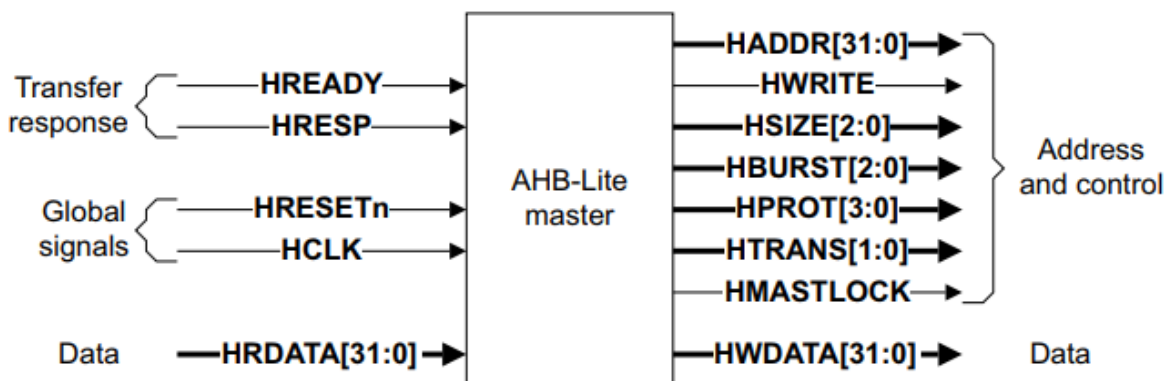 HADDR[31:0]
Transfer
response
HREADY
HWRITE
HRESP
HSIZE[2:0]
AHB-Lite
master
HBURST[2:0]
Address
and control
Global
signals
HRESETn
HPROT[3:0]
HCLK
HTRANS[1:0]
HMASTLOCK
Data
HRDATA[31:0]
HWDATA[31:0]
Data